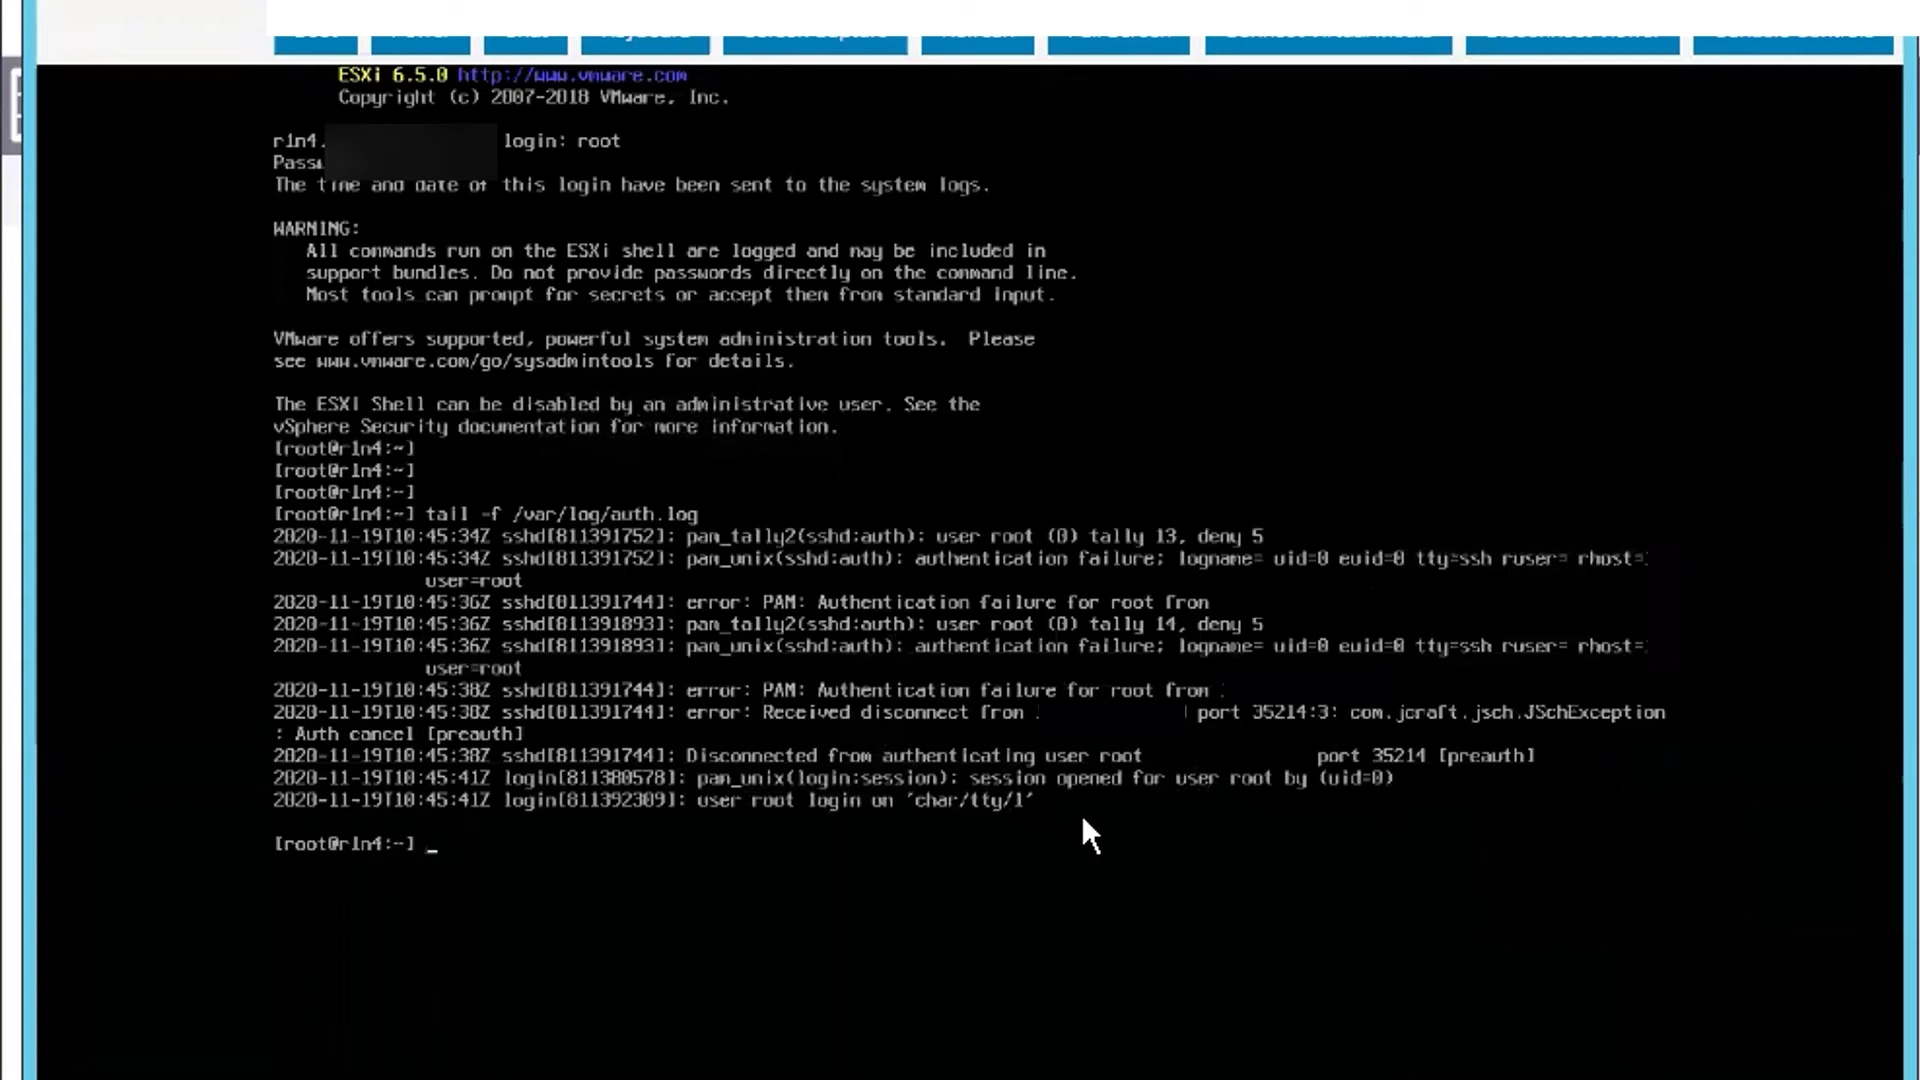 ESXi 6.5.0 http://www.vmware.com
Copyright (c) 2007-2018 VMware, Inc.
r1n4. login: root
The time and date of this login have been sent to the system logs.
WARNING:
All commands run on the ESXi shell are logged and may be included in
support bundles. Do not provide passwords directly on the command line.
Most tools can prompt for secrets or accept them from standard input.
VMware offers supported, powerful system administration tools. Please
see www.vmware.com/go/sysadmintools for details.
The ESXi Shell can be disabled by an administrative user. See the
vSphere Security documentation for more information.
[root@r1n4:~]
[root@r1n4:~]
[root@r1n4:~]
[root@r1n4:~] tail -f /var/log/auth.log
2020-11-19T10:45:34Z sshd[811391752]: pam_tally2(sshd:auth): user root (0) tally 13, deny 5
2020-11-19T10:45:34Z sshd[811391752]: pam_unix(sshd:auth): authentication failure; logname= uid=0 euid=0 tty=ssh ruser= rhost=
user=root
2020-11-19T10:45:36Z sshd[811391744]: error: PAM: Authentication failure for root from
2020-11-19T10:45:36Z sshd[811391893]: pam_tally2(sshd:auth): user root (0) tally 14, deny 5
2020-11-19T10:45:36Z sshd[811391893]: pam_unix(sshd:auth): authentication failure; logname= uid=0 euid=0 tty=ssh ruser= rhost=
user=root
2020-11-19T10:45:38Z sshd[811391744]: error: PAM: Authentication failure for root from
2020-11-19T10:45:38Z sshd[811391744]: error: Received disconnect from port 35214:3: com.jcraft.jsch.JSchException
: Auth cancel [preauth]
2020-11-19T10:45:38Z sshd[811391744]: Disconnected from authenticating user root port 35214 [preauth]
2020-11-19T10:45:41Z login[811380578]: pam_unix(login:session): session opened for user root by (uid=0)
2020-11-19T10:45:41Z login[811392309]: user root login on 'char/tty/1'
[root@r1n4:~] _